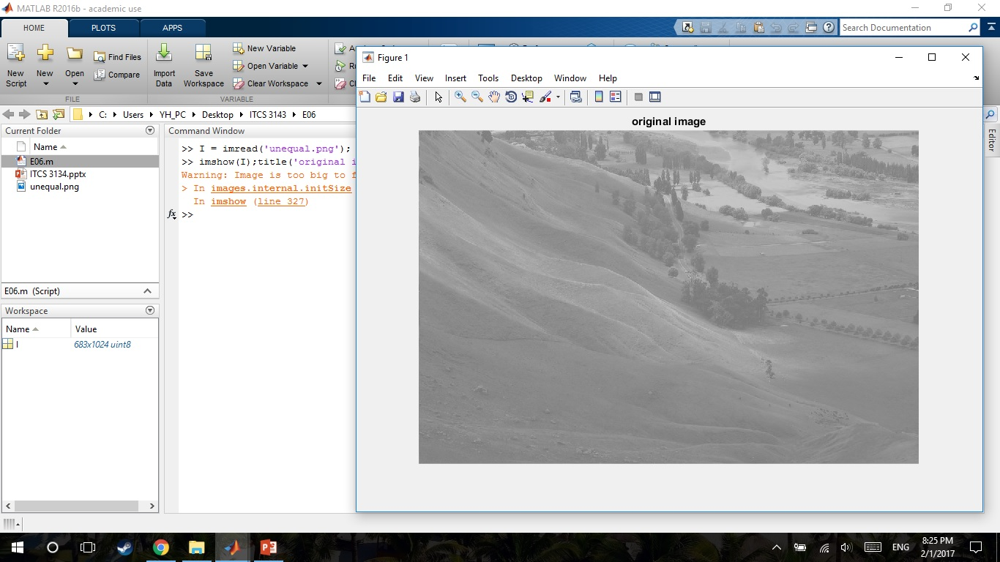 MATLAB R2016b - academic use
HOME PLOTS APPS
Search Documentation
New Script
New
Open
Find Files
Compare
Import Data
Save Workspace
New Variable
Open Variable
Clear Workspace
FILE
VARIABLE
C: Users YH_PC Desktop ITCS 3143 E06
Current Folder
Name
E06.m
ITCS 3134.pptx
unequal.png
E06.m (Script)
Workspace
Name Value
I 683x1024 uint8
Command Window
>> I = imread('unequal.png');
>> imshow(I);title('original i
Warning: Image is too big to f
> In images.internal.initSize
In imshow (line 327)
fx >>
Figure 1
File Edit View Insert Tools Desktop Window Help
original image
Editor
ENG
8:25 PM
2/1/2017